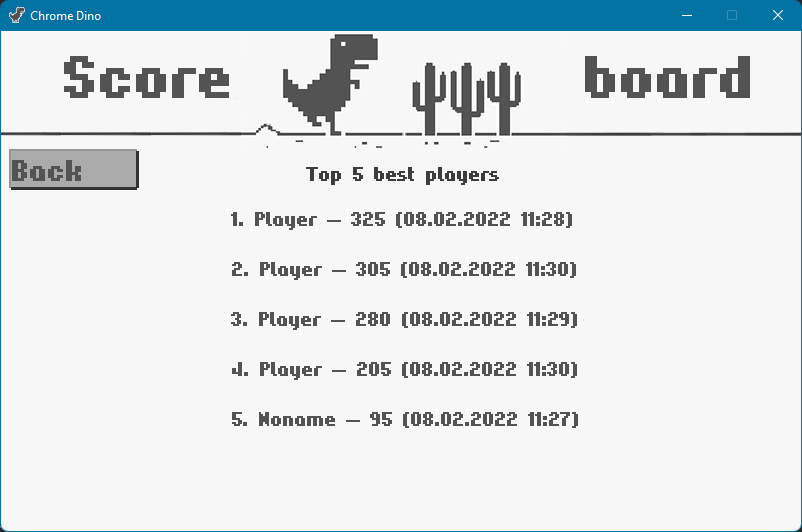 Chrome Dino
Score board
Back
Top 5 best players
1. Player — 325 (08.02.2022 11:28)
2. Player — 305 (08.02.2022 11:30)
3. Player — 280 (08.02.2022 11:29)
4. Player — 205 (08.02.2022 11:30)
5. Noname — 95 (08.02.2022 11:27)